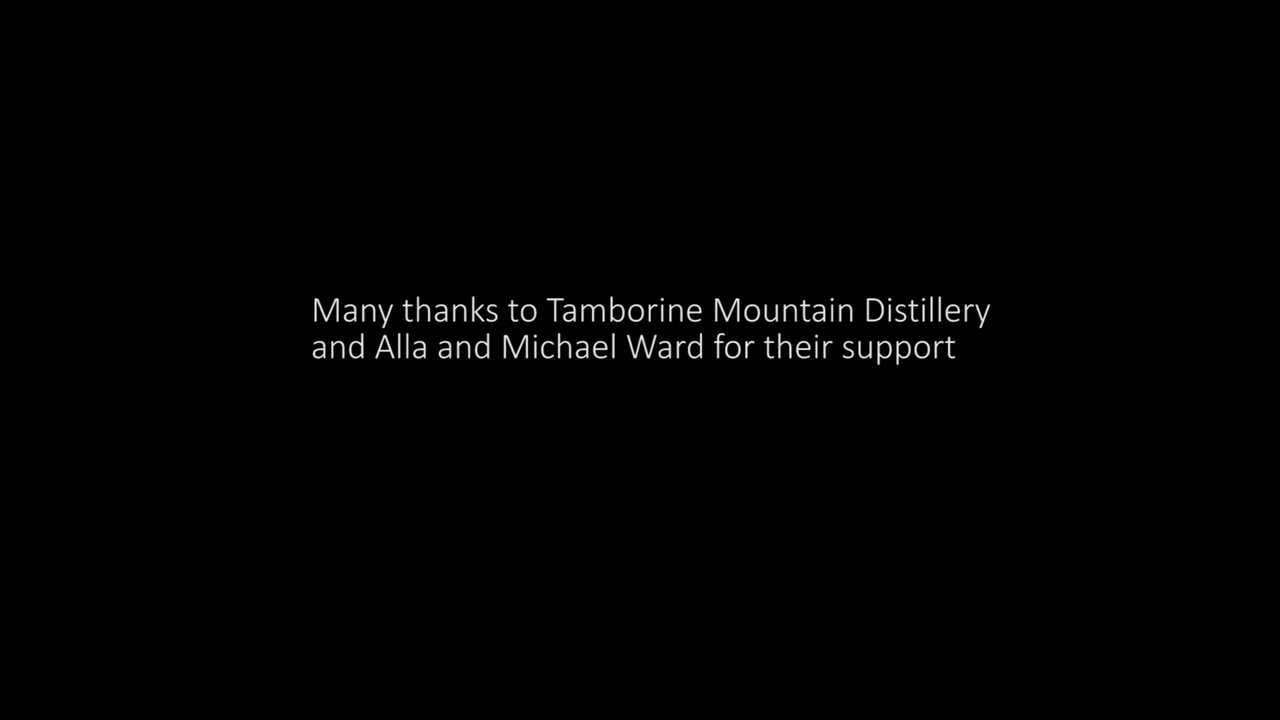 Many thanks to Tamborine Mountain Distillery
and Alla and Michael Ward for their support